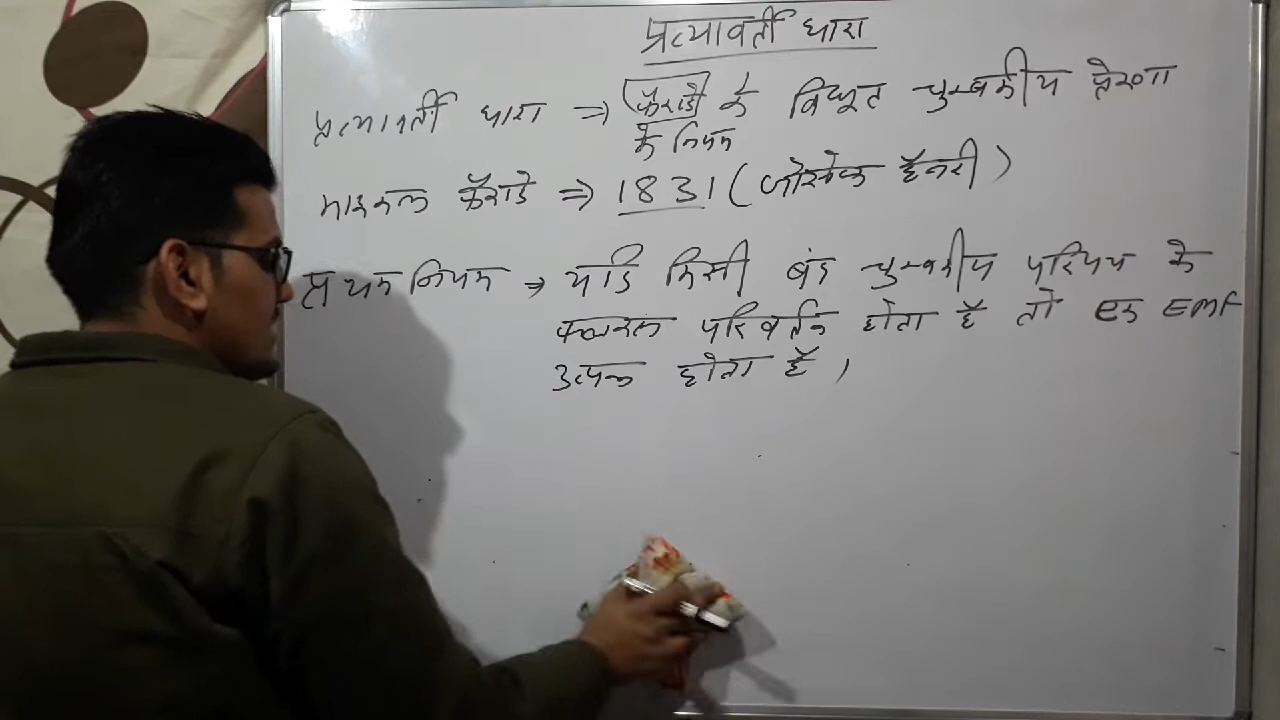 प्रत्यावर्ती धारा
प्रत्यावर्ती धारा ⇒ फैराडे के विद्युत चुम्बकीय प्रेरण
के नियम
माइकल फैराडे ⇒ 1831 (जोसेफ हैनरी)
प्रथम नियम → यदि किसी बंद चुम्बकीय परिपथ के
फ्लक्स परिवर्तन होता है तो एक EMF
उत्पन्न होता है,